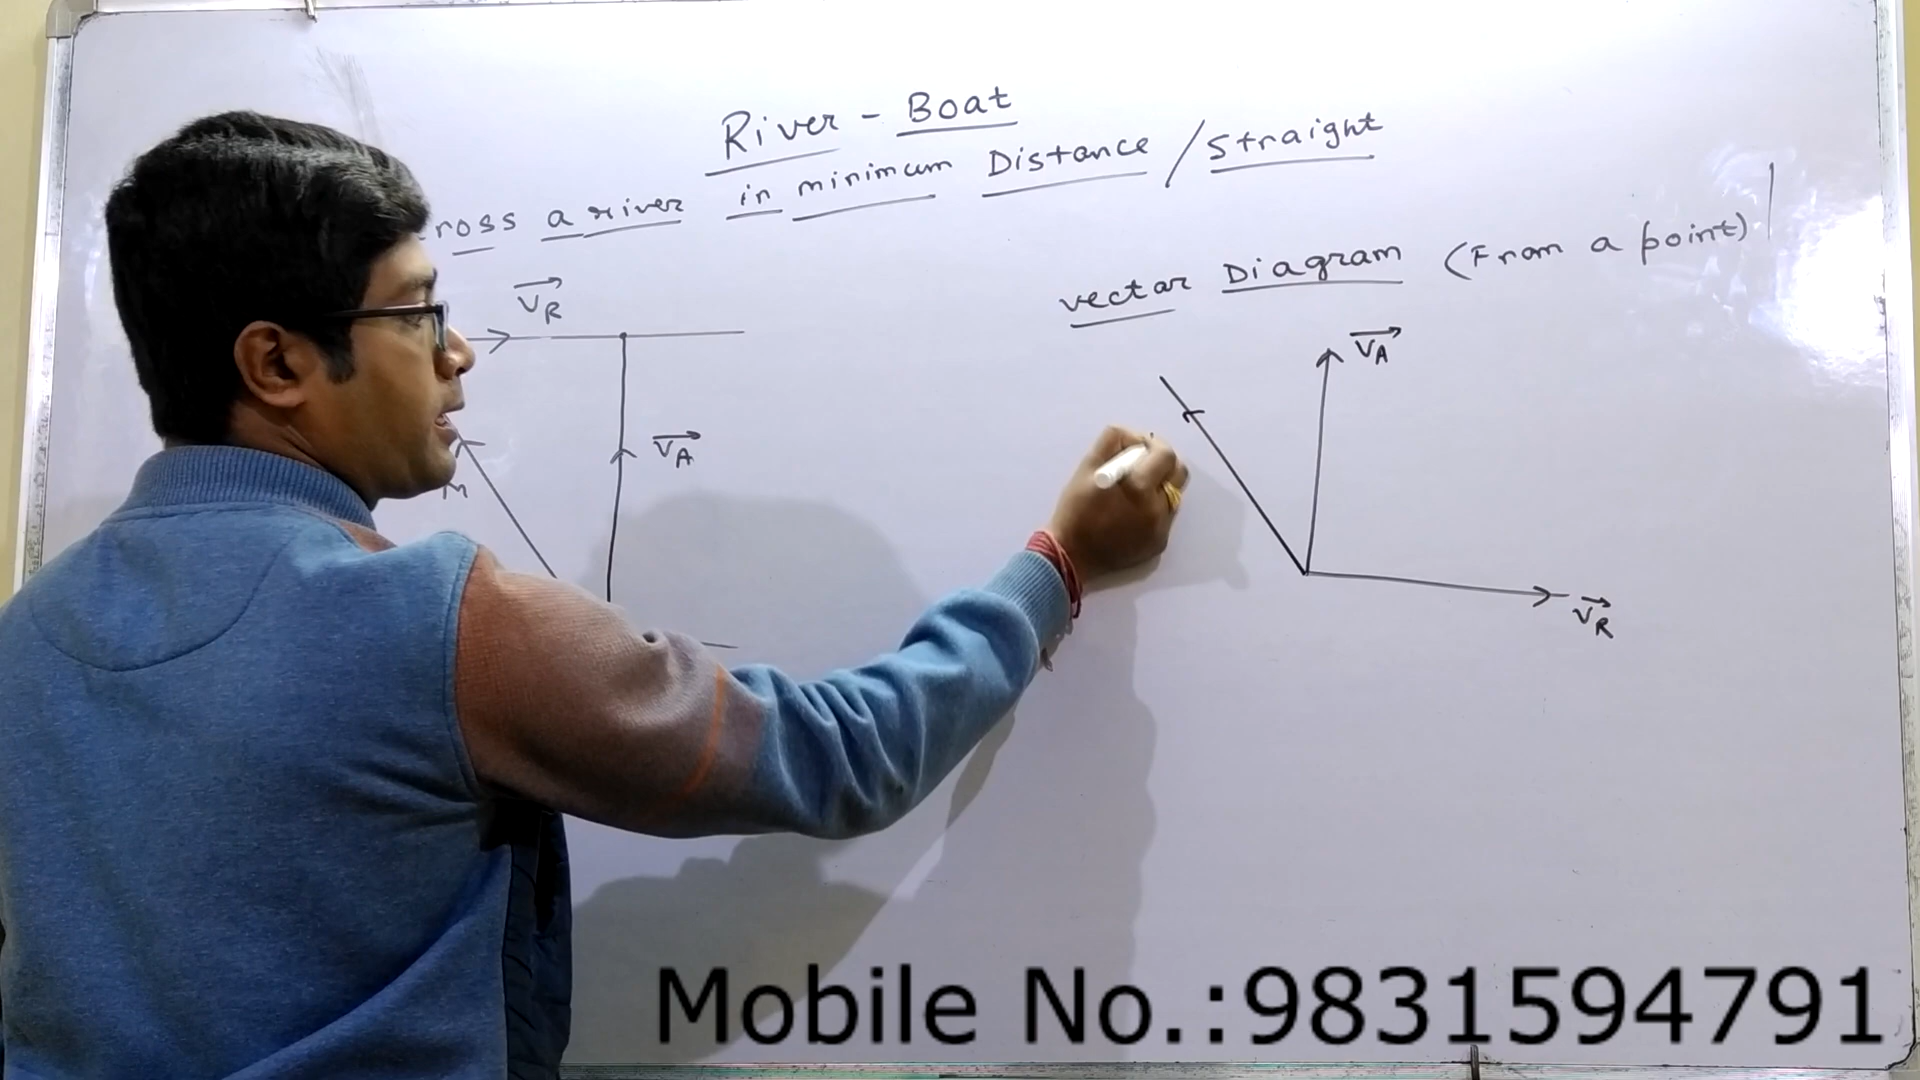 River - Boat
ross a river in minimum Distance / Straight
vector Diagram (From a point)
V_R
V_A
V_A
m
V_R
Mobile No.:9831594791